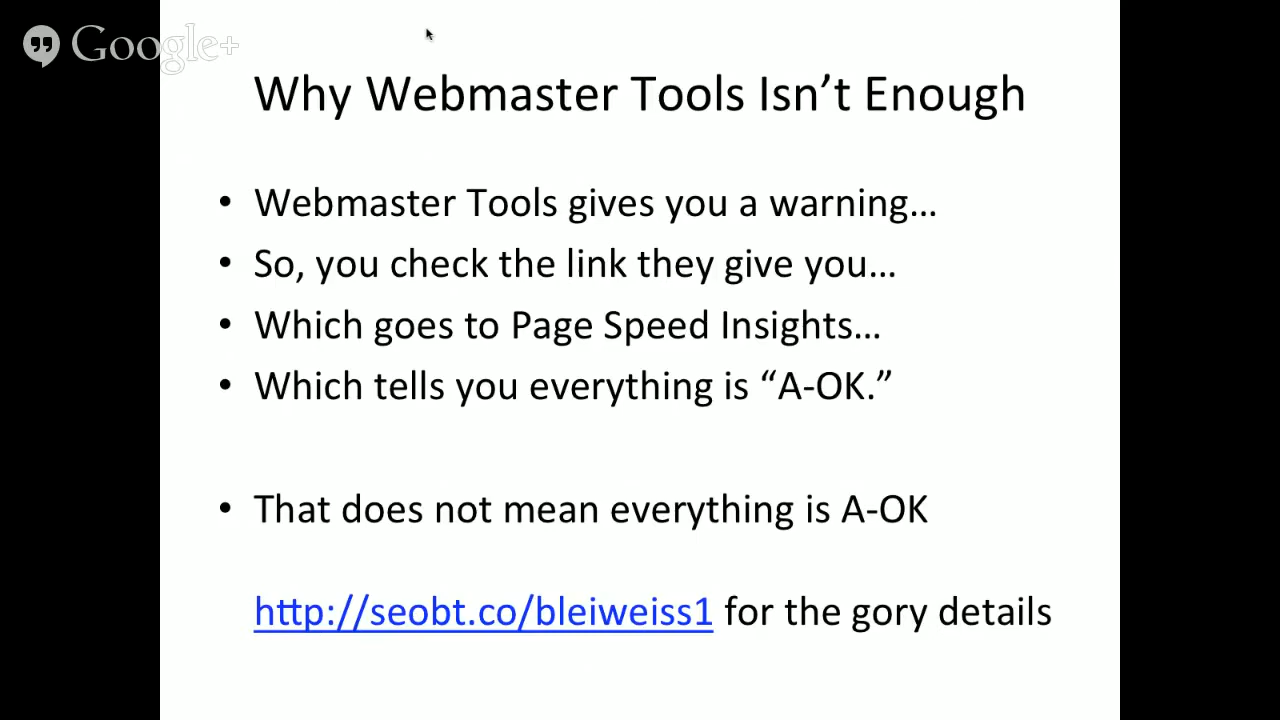 Google+
Why Webmaster Tools Isn’t Enough
• Webmaster Tools gives you a warning…
• So, you check the link they give you…
• Which goes to Page Speed Insights…
• Which tells you everything is “A-OK.”
• That does not mean everything is A-OK
http://seobt.co/bleiweiss1 for the gory details